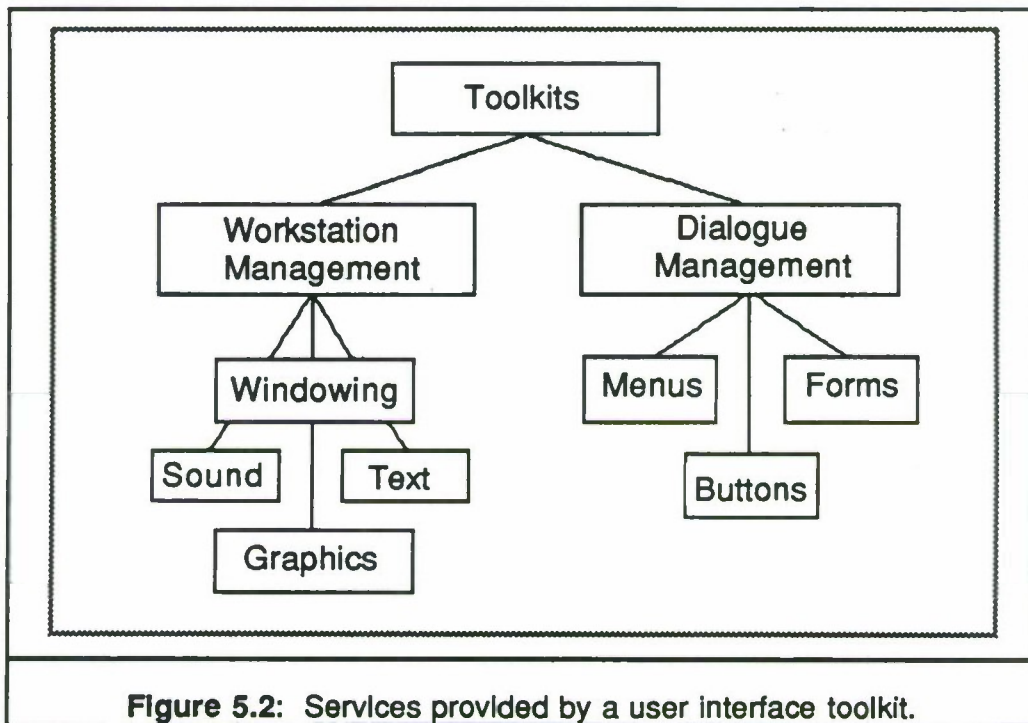 Toolkits
Workstation
Management
Dialogue
Management
Windowing
Menus
Forms
Sound
Text
Buttons
Graphics
Figure 5.2: Services provided by a user interface toolkit.